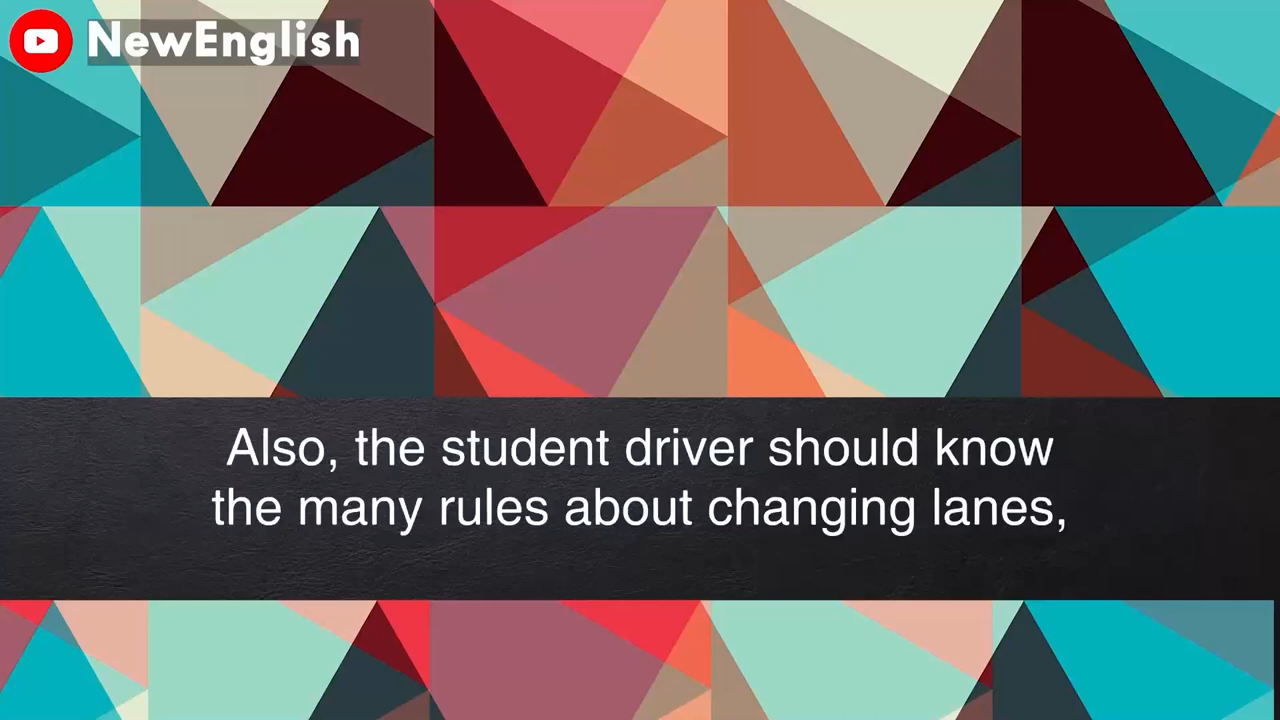 NewEnglish
Also, the student driver should know
the many rules about changing lanes,